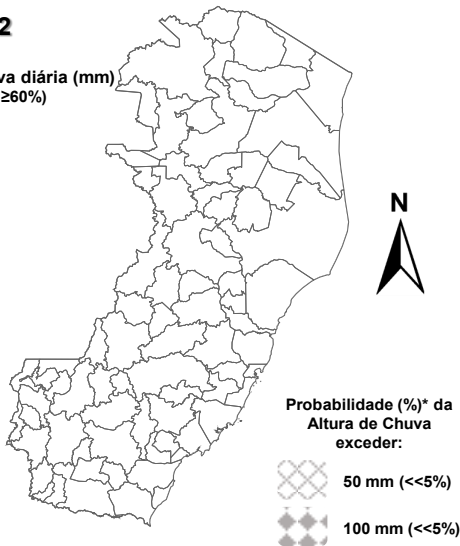 2
va diária (mm)
≥60%)
N
Probabilidade (%)* da
Altura de Chuva
exceder:
50 mm (<<5%)
100 mm (<<5%)